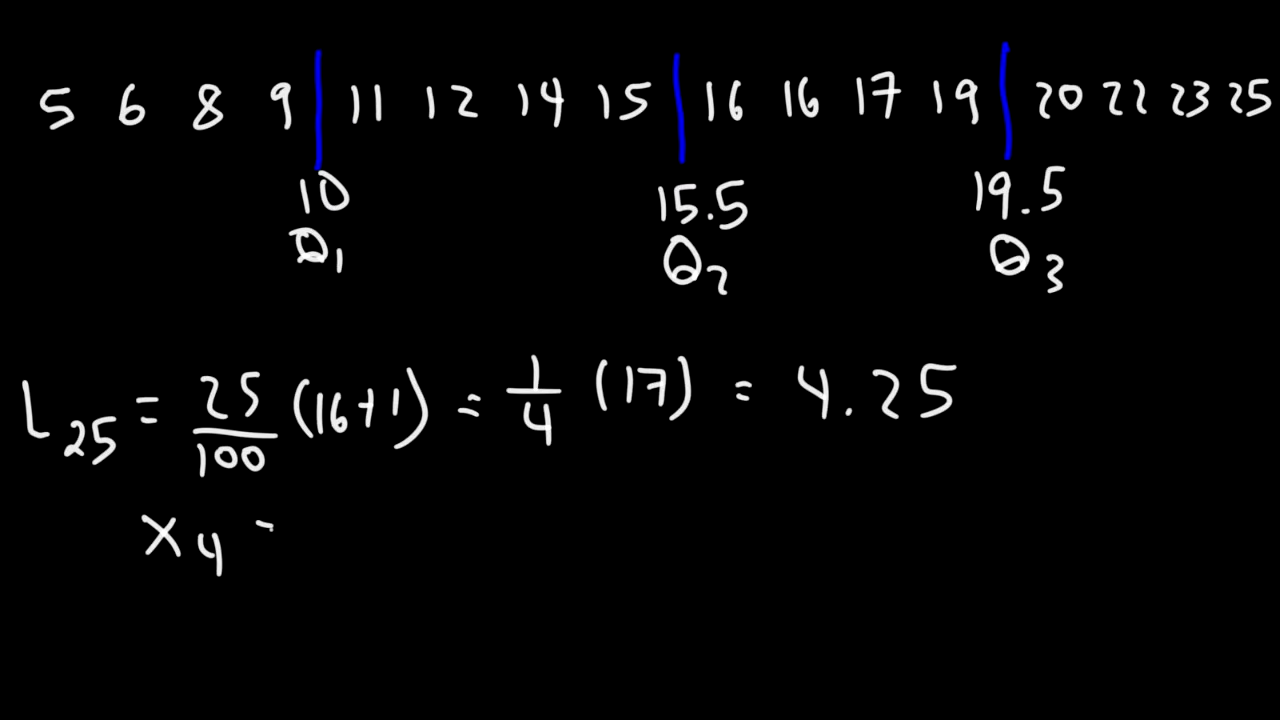 5 6 8 9 11 12 14 15 16 16 17 19 20 22 23 25
10 15.5 19.5
Q₁ Q₂ Q₃
L₂₅ = 25/100 (16+1) = 1/4 (17) = 4.25
x₄ =